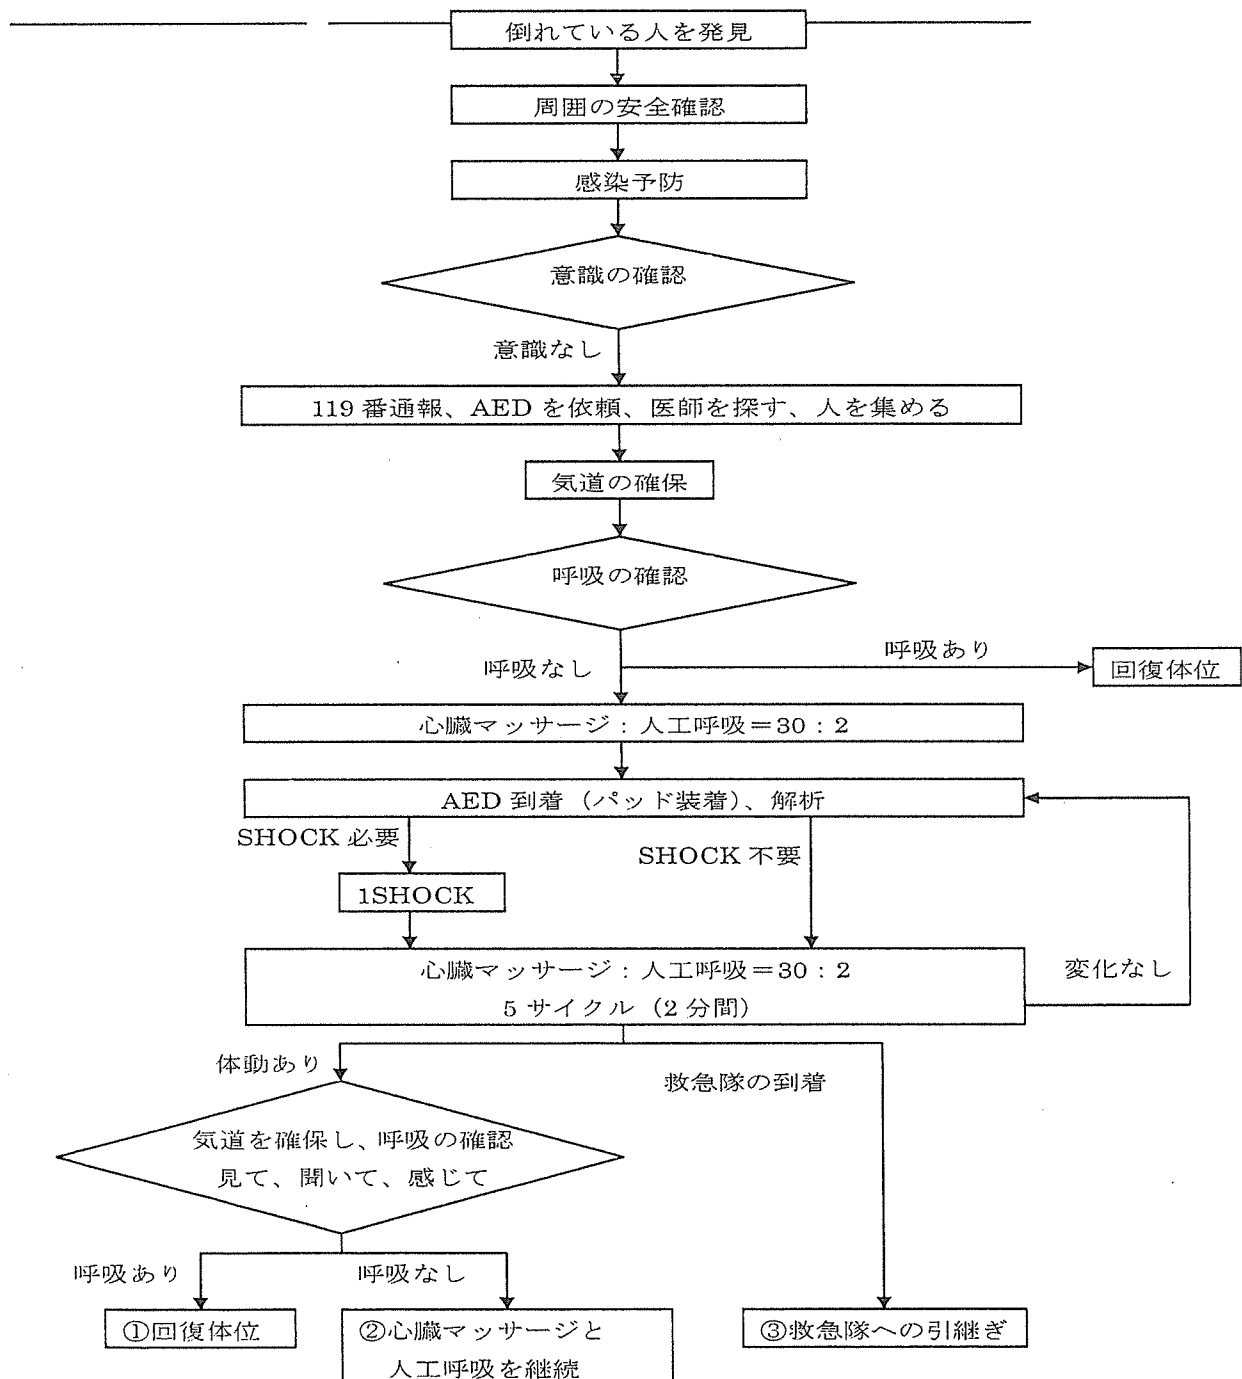 倒れている人を発見
周囲の安全確認
感染予防
意識の確認
意識なし
119番通報、AEDを依頼、医師を探す、人を集める
気道の確保
呼吸の確認
呼吸なし
呼吸あり
回復体位
心臓マッサージ：人工呼吸＝30：2
AED到着（パッド装着）、解析
SHOCK必要
SHOCK不要
1SHOCK
心臓マッサージ：人工呼吸＝30：2
5サイクル（2分間）
変化なし
体動あり
救急隊の到着
気道を確保し、呼吸の確認
見て、聞いて、感じて
呼吸あり
呼吸なし
①回復体位
②心臓マッサージと
人工呼吸を継続
③救急隊への引継ぎ